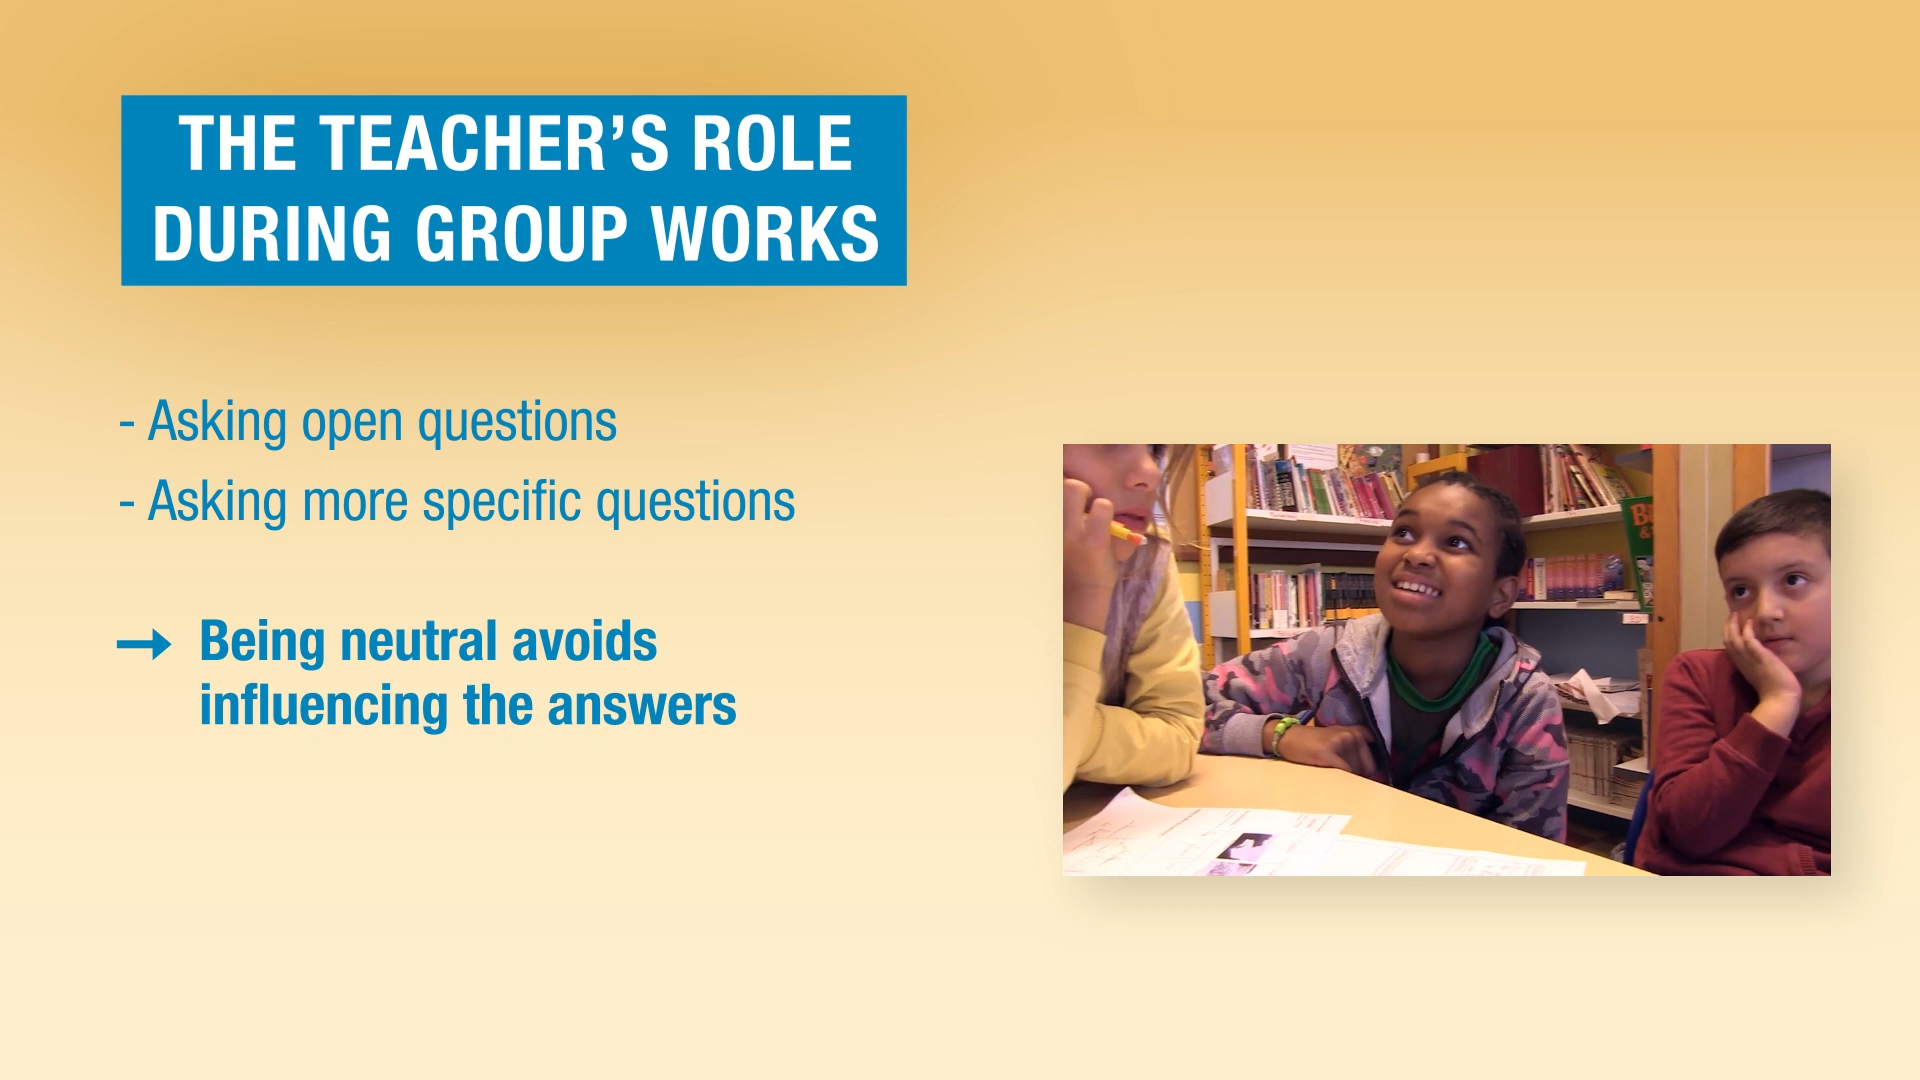 THE TEACHER’S ROLE
DURING GROUP WORKS
- Asking open questions
- Asking more specific questions
→ Being neutral avoids
influencing the answers